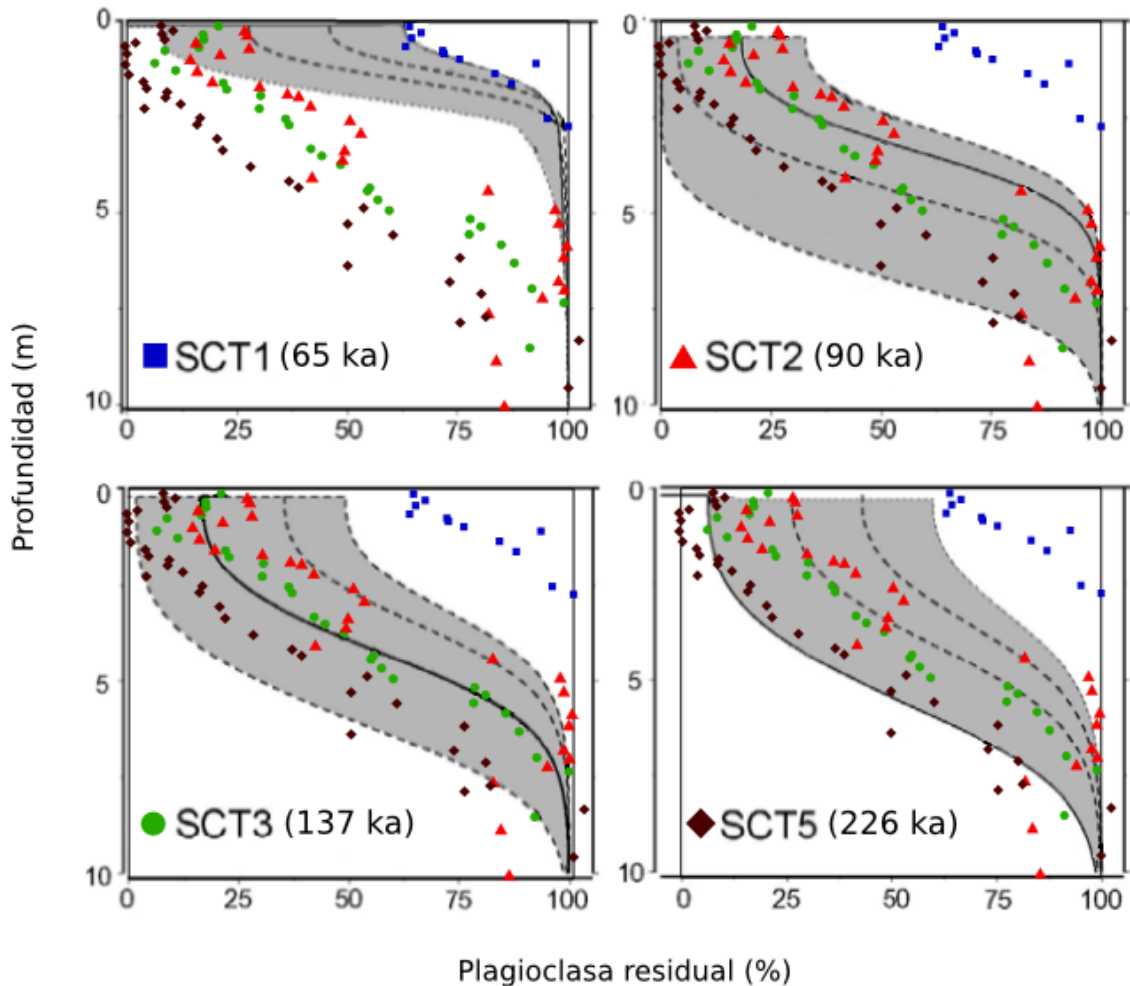 0
5
10
0 25 50 75 100
SCT1 (65 ka)
0
5
10
0 25 50 75 100
SCT2 (90 ka)
Profundidad (m)
0
5
10
0 25 50 75 100
SCT3 (137 ka)
0
5
10
0 25 50 75 100
SCT5 (226 ka)
Plagioclasa residual (%)